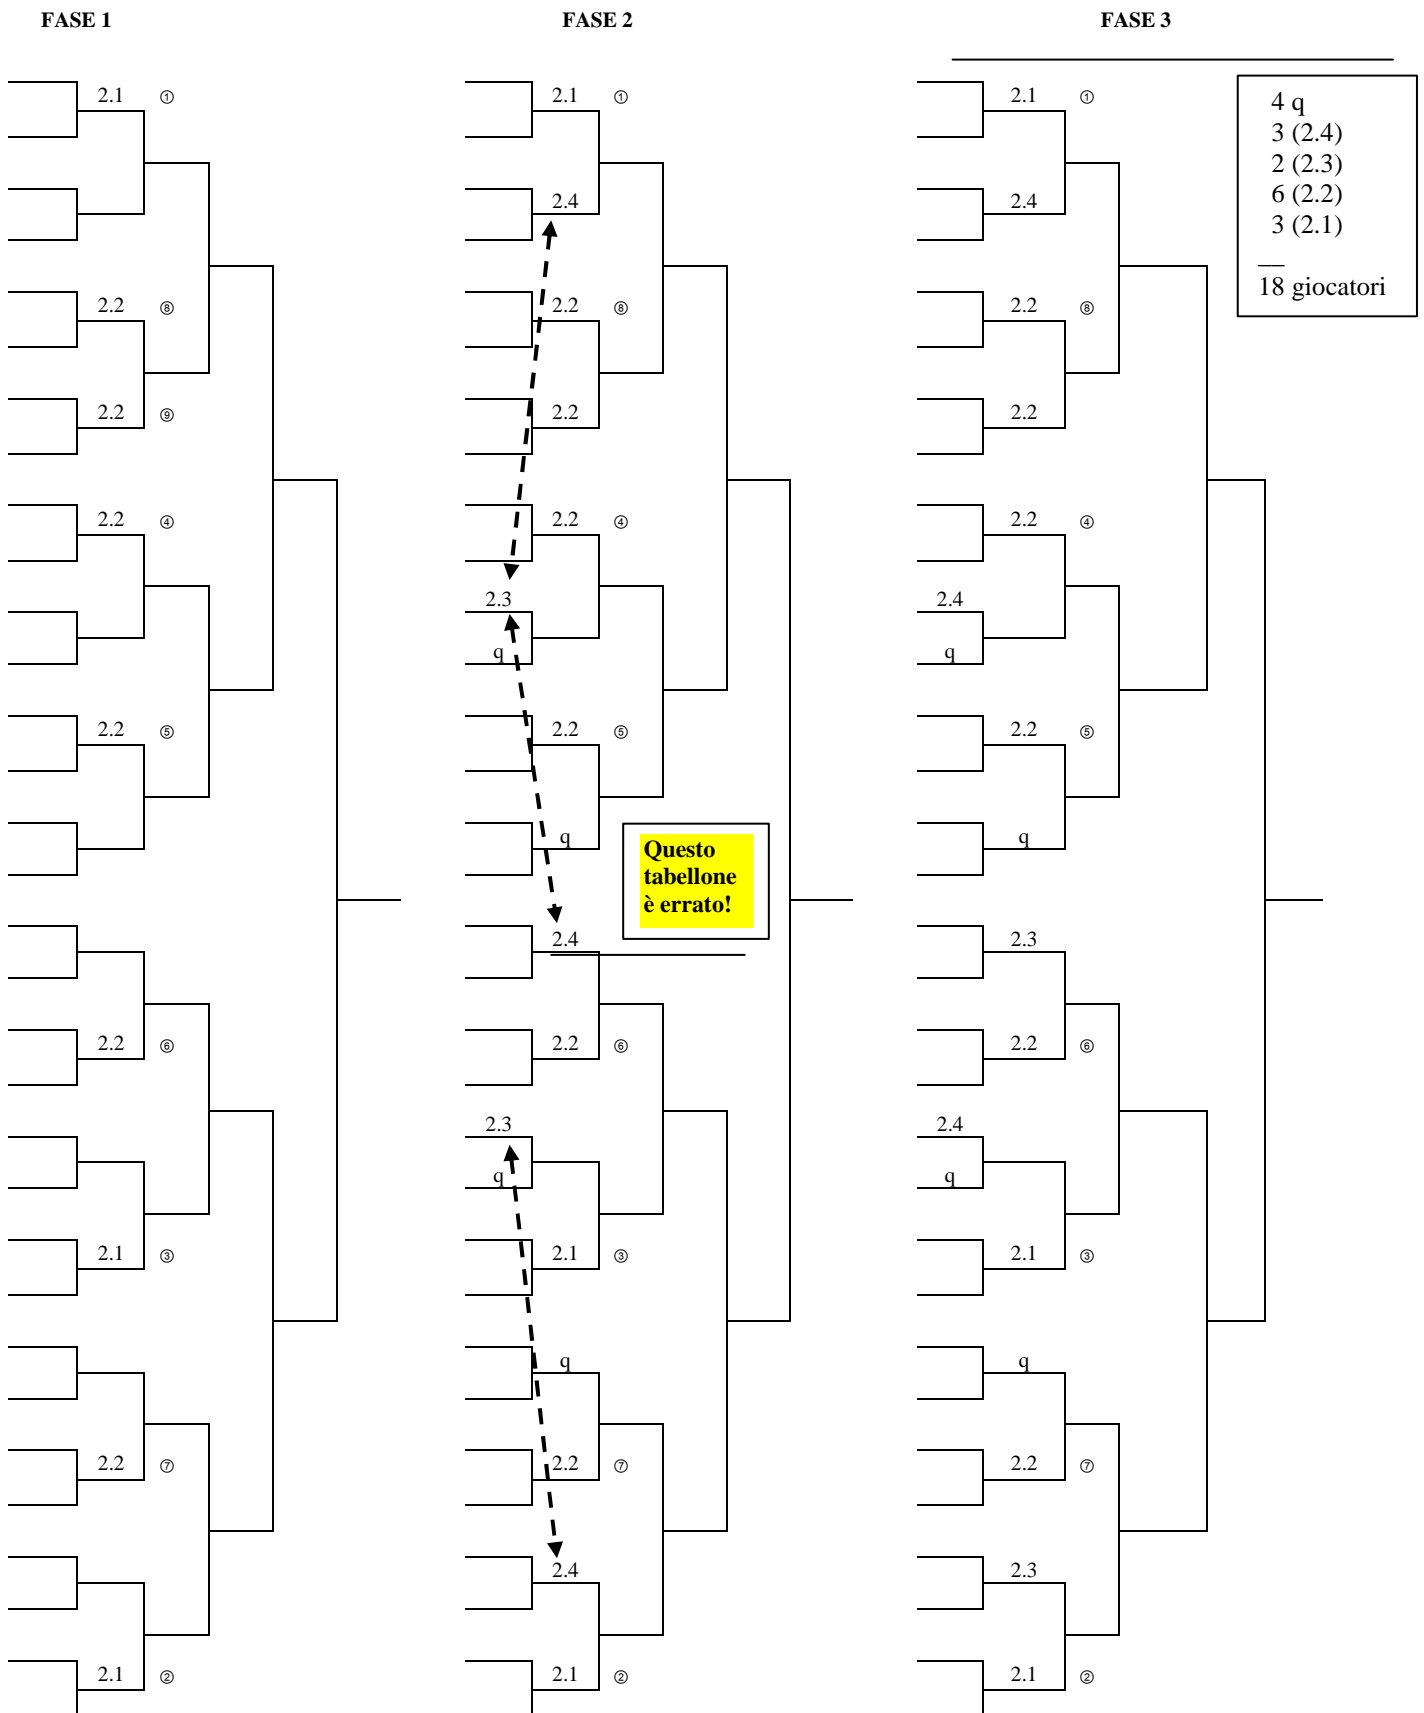 FASE 1
2.1 ①
2.2 ⑧
2.2 ⑨
2.2 ④
2.2 ⑤
2.2 ⑥
2.1 ③
2.2 ⑦
2.1 ②
FASE 2
2.1 ①
2.4
2.2 ⑧
2.2
2.2 ④
2.3
q
2.2 ⑤
q
Questo
tabellone
è errato!
2.4
2.2 ⑥
2.3
q
2.1 ③
q
2.2 ⑦
2.4
2.1 ②
FASE 3
2.1 ①
2.4
2.2 ⑧
2.2
2.2 ④
2.4
q
2.2 ⑤
q
2.3
2.2 ⑥
2.4
q
2.1 ③
q
2.2 ⑦
2.3
2.1 ②
4 q
3 (2.4)
2 (2.3)
6 (2.2)
3 (2.1)
__
18 giocatori